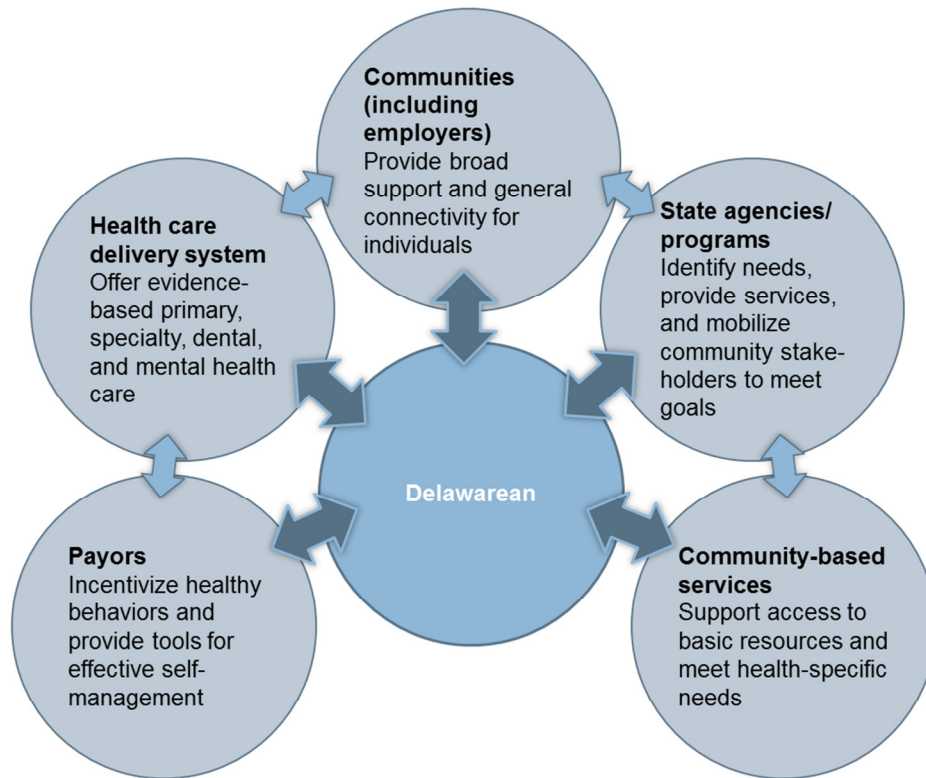 Communities
(including
employers)
Provide broad
support and general
connectivity for
individuals
Health care
delivery system
Offer evidence-
based primary,
specialty, dental,
and mental health
care
State agencies/
programs
Identify needs,
provide services,
and mobilize
community stake-
holders to meet
goals
Delawarean
Payors
Incentivize healthy
behaviors and
provide tools for
effective self-
management
Community-based
services
Support access to
basic resources and
meet health-specific
needs